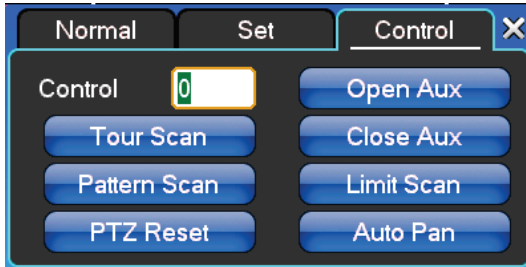 Normal Set Control
Control 0 Open Aux
Tour Scan Close Aux
Pattern Scan Limit Scan
PTZ Reset Auto Pan